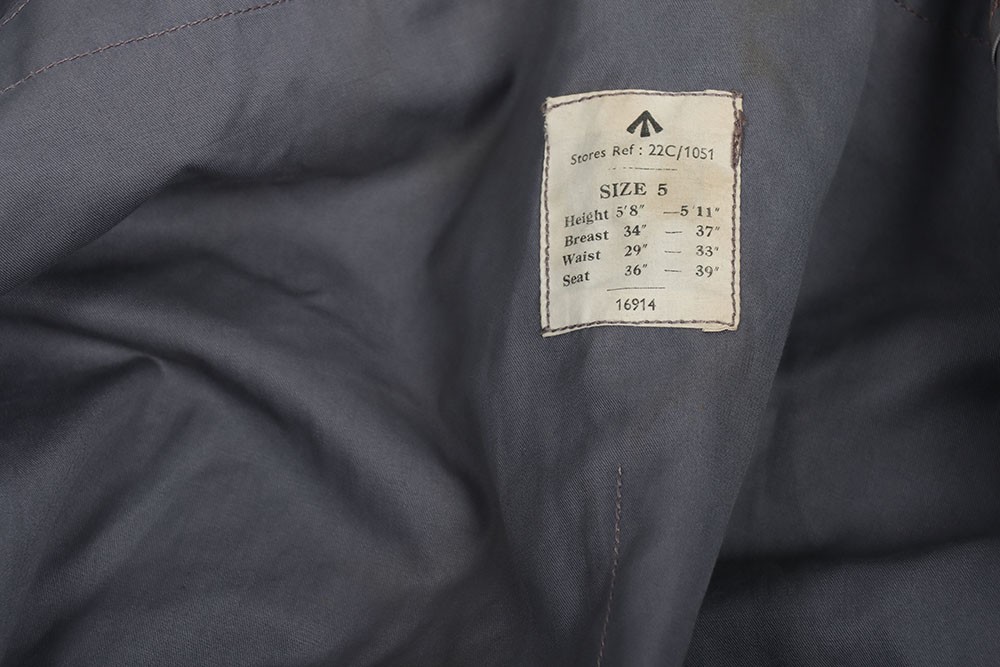 Stores Ref : 22C/1051
SIZE 5
Height 5'8" — 5'11"
Breast 34" — 37"
Waist 29" — 33"
Seat 36" — 39"
16914